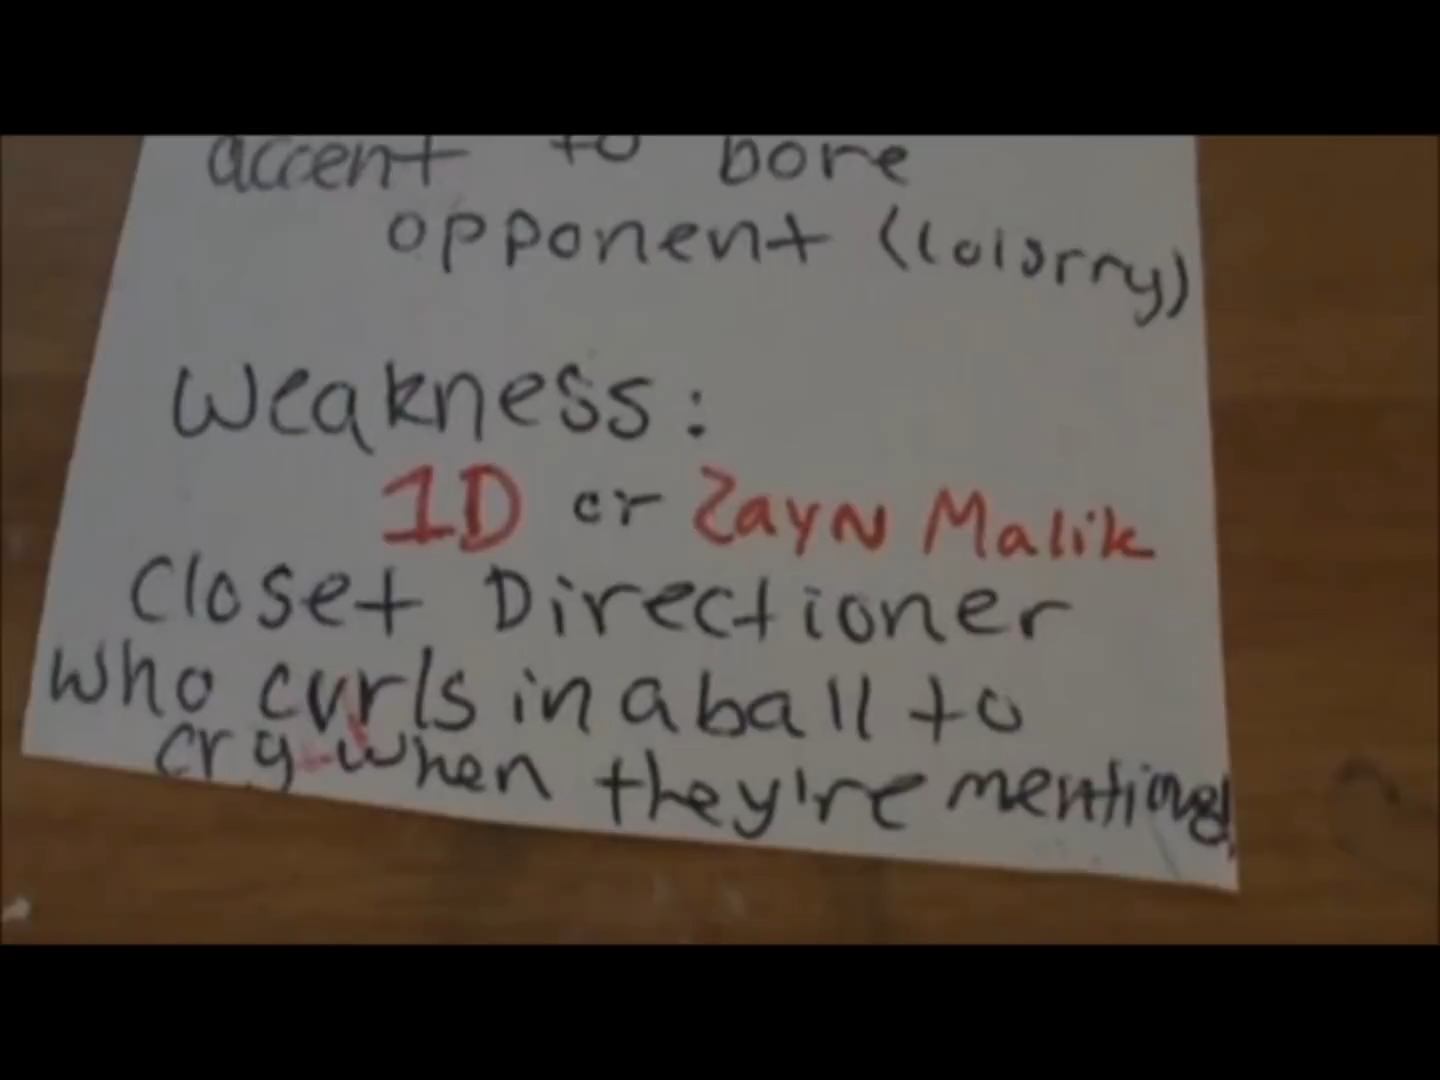 accent to bore
opponent (lolsrry)
Weakness:
1D or Zayn Malik
Closet Directioner
who curls in a ball to
cry when they're mentioned